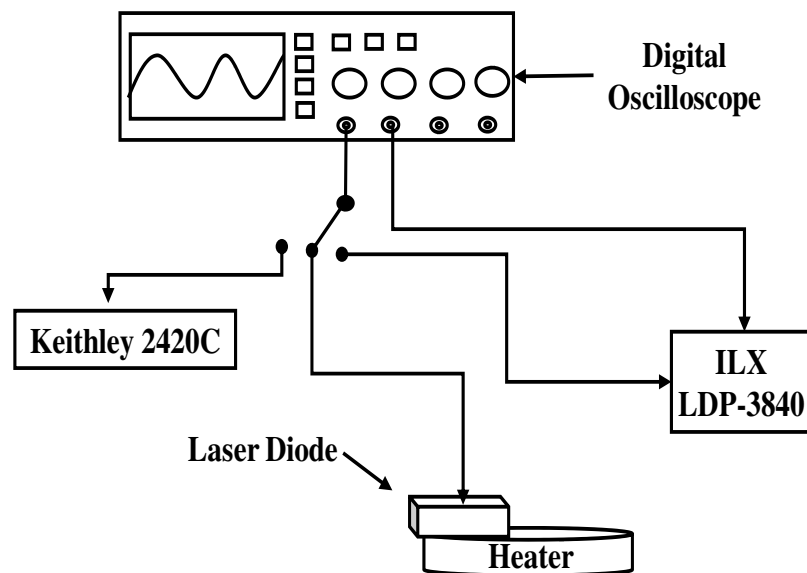 Digital
Oscilloscope
Keithley 2420C
ILX
LDP-3840
Laser Diode
Heater